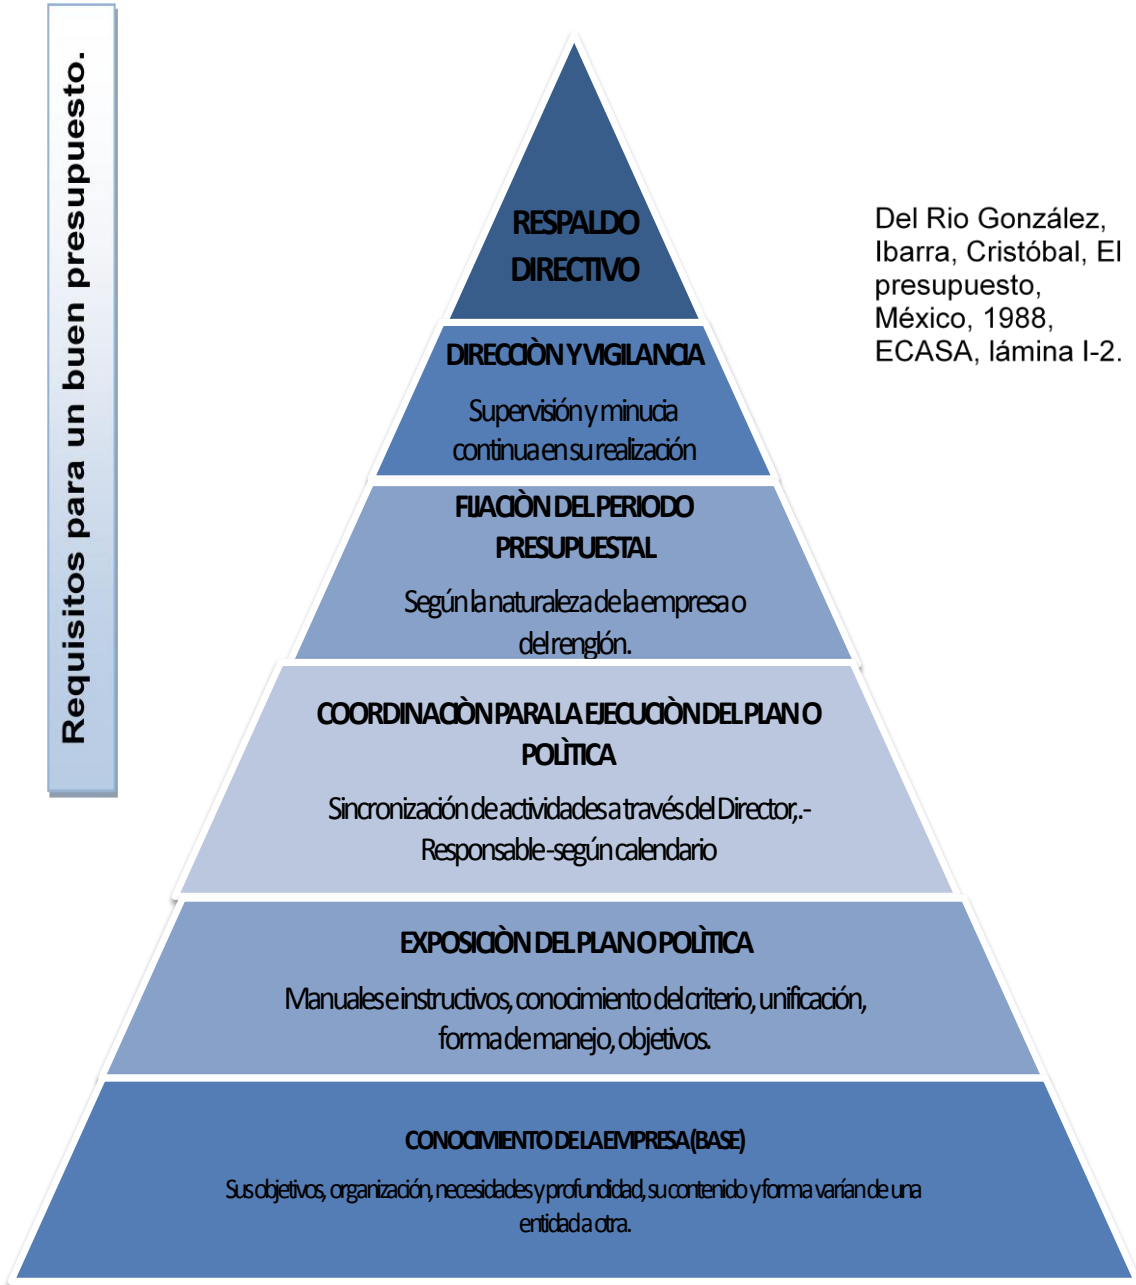 Requisitos para un buen presupuesto.
RESPALDO
DIRECTIVO
DIRECCIÒN Y VIGILANCIA
Supervisión y minucia
continua en su realización
FIJACIÒN DEL PERIODO
PRESUPUESTAL
Según la naturaleza de la empresa o
del renglón.
COORDINACIÒN PARA LA EJECUCIÒN DEL PLAN O
POLÌTICA
Sincronización de actividades a través del Director,.-
Responsable -según calendario
EXPOSICIÒN DEL PLAN O POLÌTICA
Manuales e instructivos, conocimiento del criterio, unificación,
forma de manejo, objetivos.
CONOCIMIENTO DE LA EMPRESA (BASE)
Sus objetivos, organización, necesidades y profundidad, su contenido y forma varían de una
entidad a otra.
Del Rio González,
Ibarra, Cristóbal, El
presupuesto,
México, 1988,
ECASA, lámina I-2.